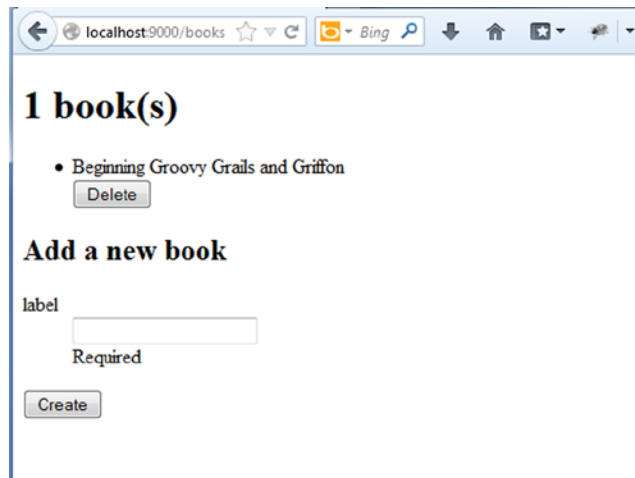 localhost:9000/books Bing
1 book(s)
Beginning Groovy Grails and Griffon
Delete
Add a new book
label
Required
Create